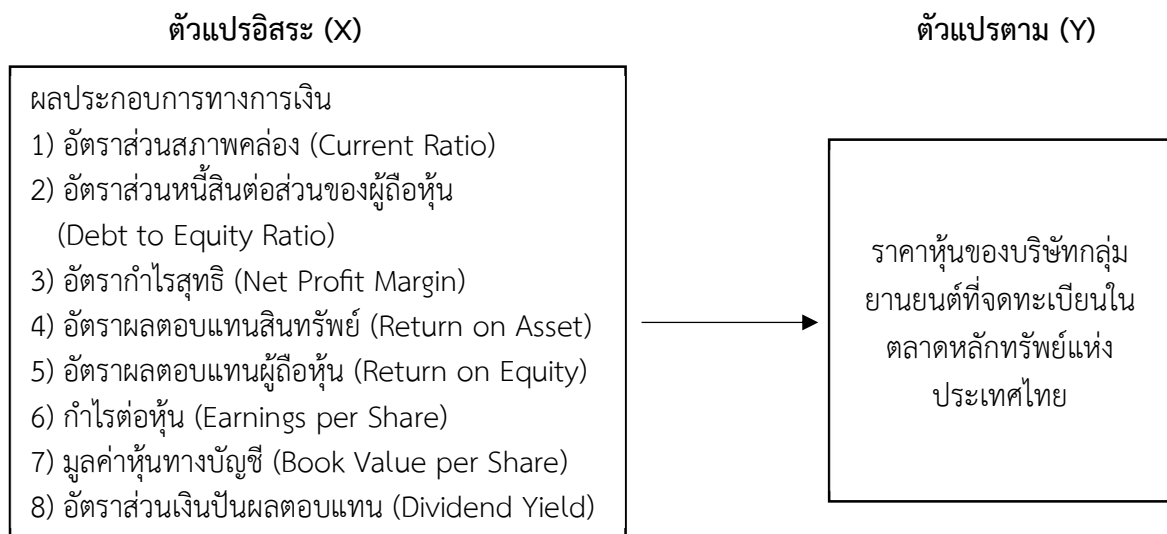 ตัวแปรอิสระ (X)
ตัวแปรตาม (Y)
ผลประกอบการทางการเงิน
1) อัตราส่วนสภาพคล่อง (Current Ratio)
2) อัตราส่วนหนี้สินต่อส่วนของผู้ถือหุ้น
(Debt to Equity Ratio)
3) อัตรากำไรสุทธิ (Net Profit Margin)
4) อัตราผลตอบแทนสินทรัพย์ (Return on Asset)
5) อัตราผลตอบแทนผู้ถือหุ้น (Return on Equity)
6) กำไรต่อหุ้น (Earnings per Share)
7) มูลค่าหุ้นทางบัญชี (Book Value per Share)
8) อัตราส่วนเงินปันผลตอบแทน (Dividend Yield)
ราคาหุ้นของบริษัทกลุ่ม
ยานยนต์ที่จดทะเบียนใน
ตลาดหลักทรัพย์แห่ง
ประเทศไทย